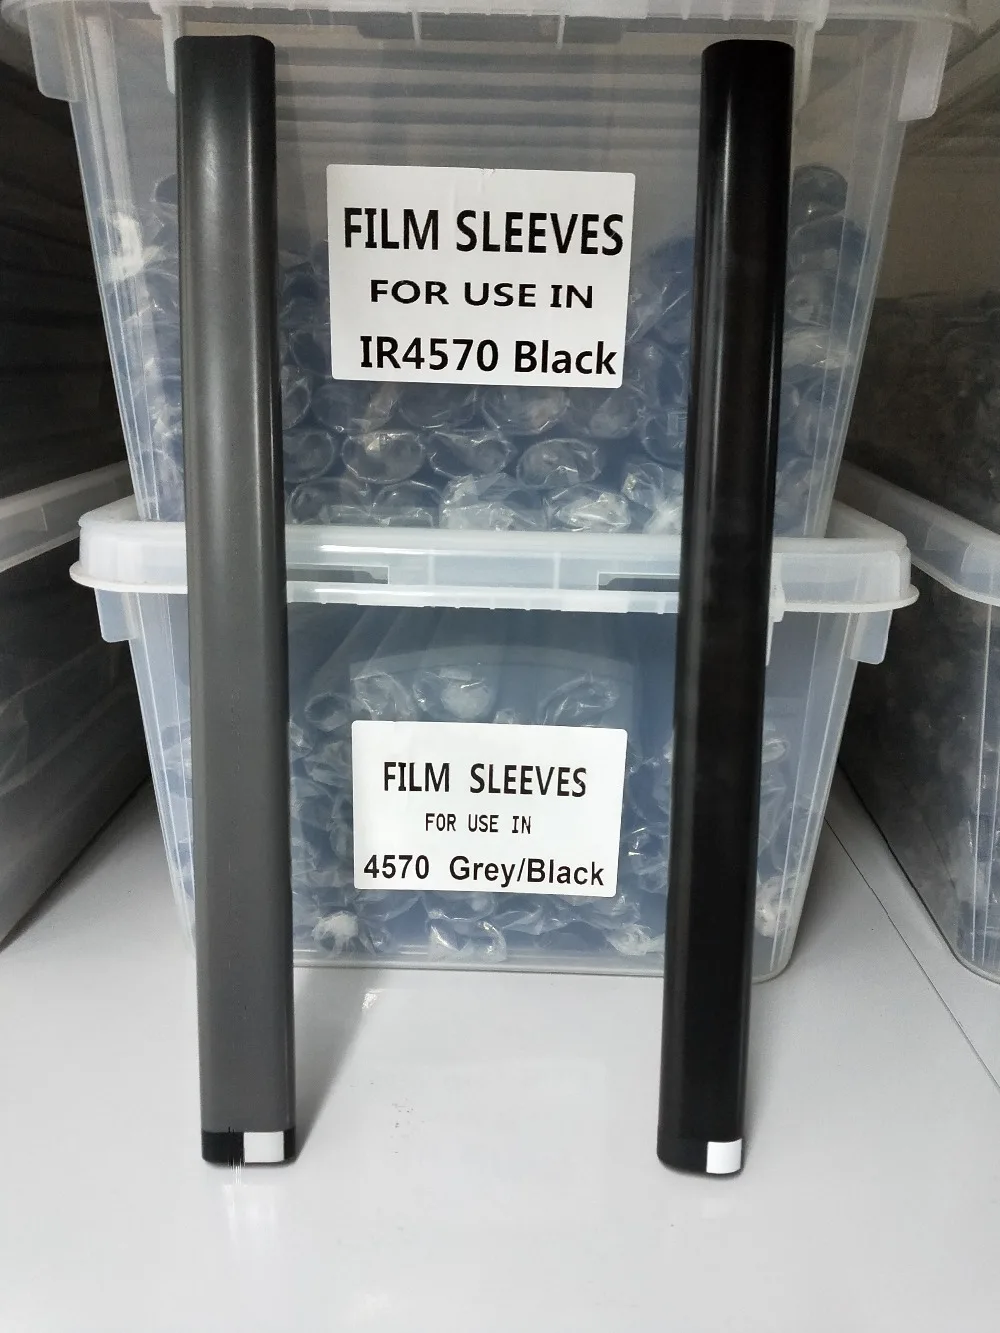 FILM SLEEVES
FOR USE IN
IR4570 Black
FILM SLEEVES
FOR USE IN
4570 Grey/Black